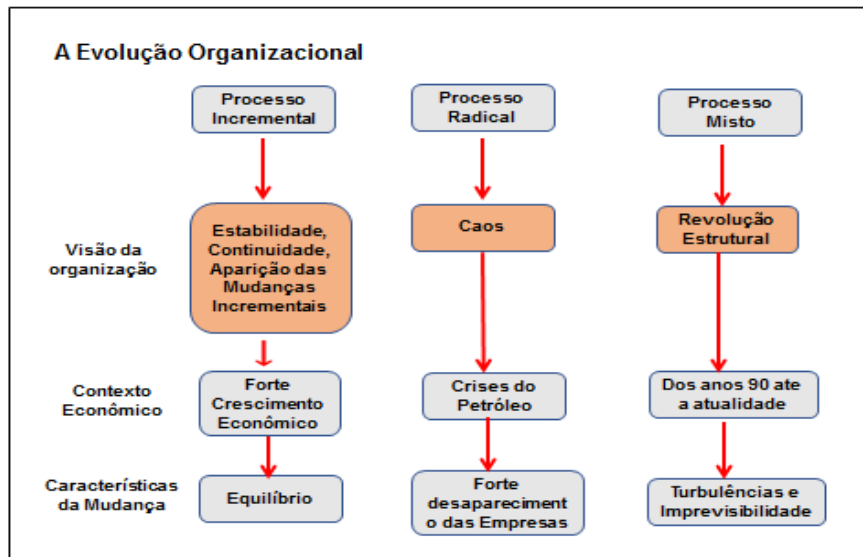 A Evolução Organizacional
Processo
Incremental
Processo
Radical
Processo
Misto
Visão da
organização
Estabilidade,
Continuidade,
Aparição das
Mudanças
Incrementais
Caos
Revolução
Estrutural
Contexto
Econômico
Forte
Crescimento
Econômico
Crises do
Petróleo
Dos anos 90 ate
a atualidade
Características
da Mudança
Equilíbrio
Forte
desapareciment
o das Empresas
Turbulências e
Imprevisibilidade